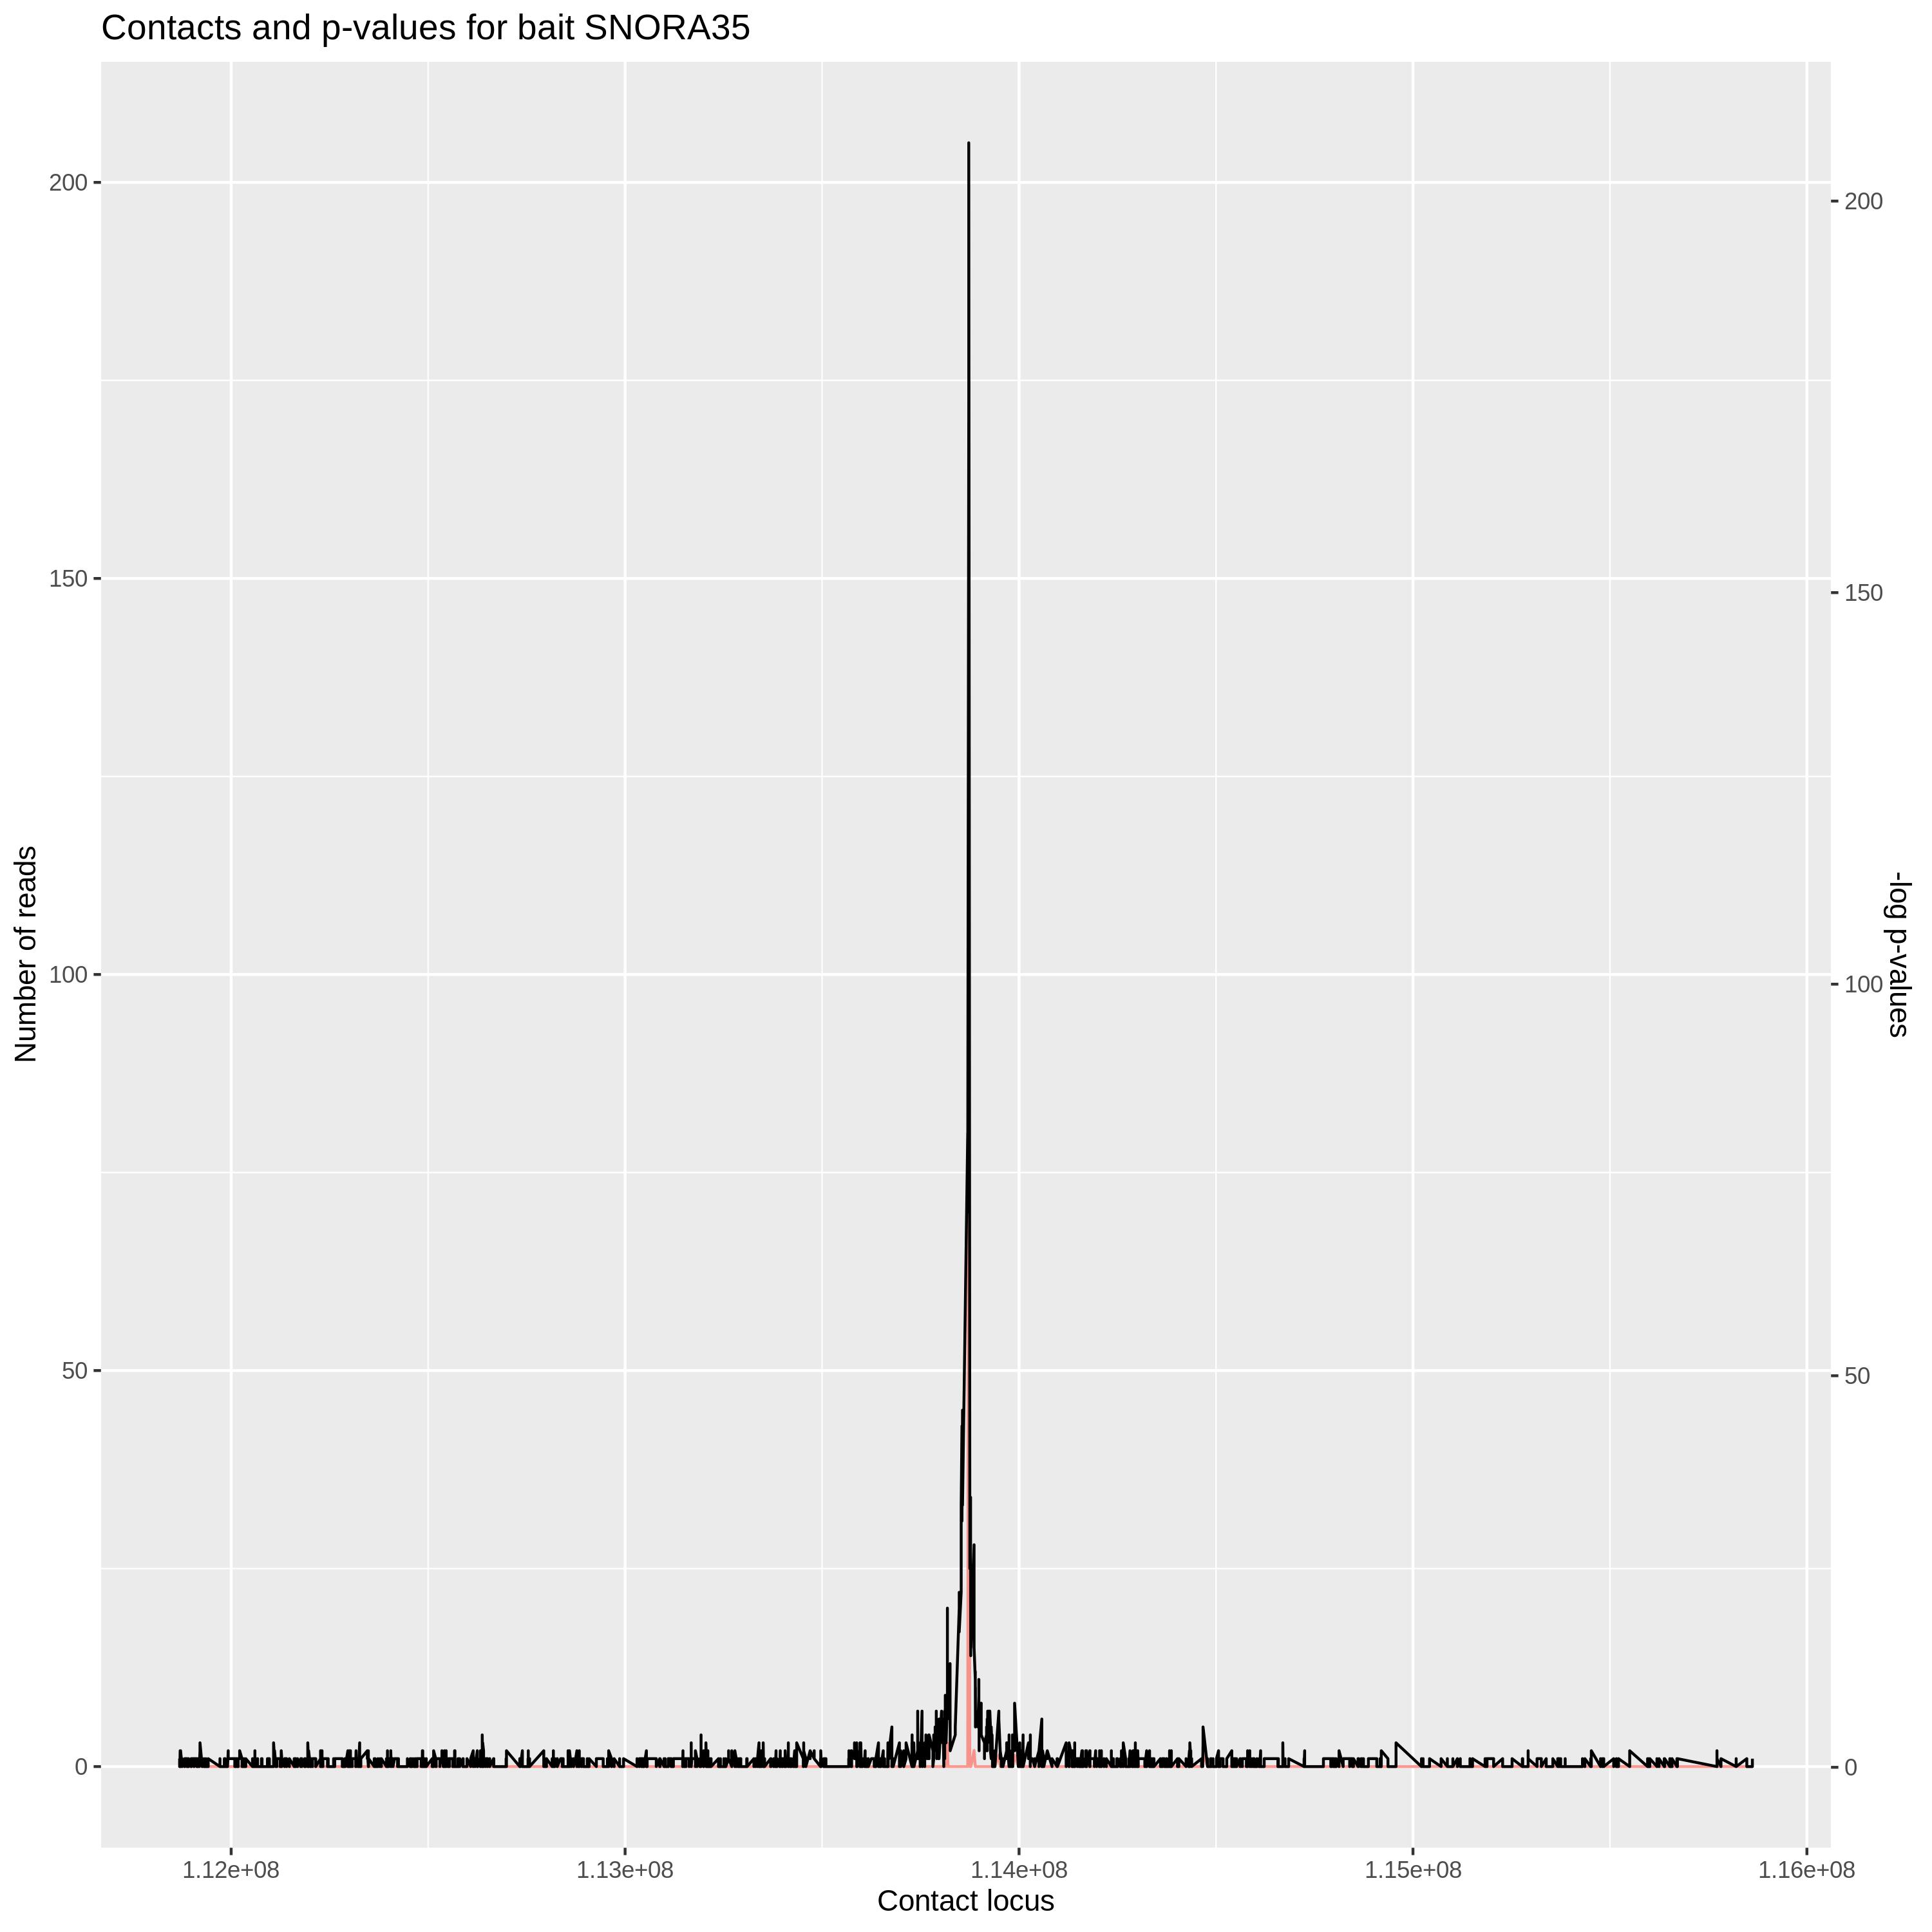 Contacts and p-values for bait SNORA35
200
150
100
50
0
Number of reads
200
150
100
50
0
-log p-values
1.12e+08
1.13e+08
1.14e+08
1.15e+08
1.16e+08
Contact locus